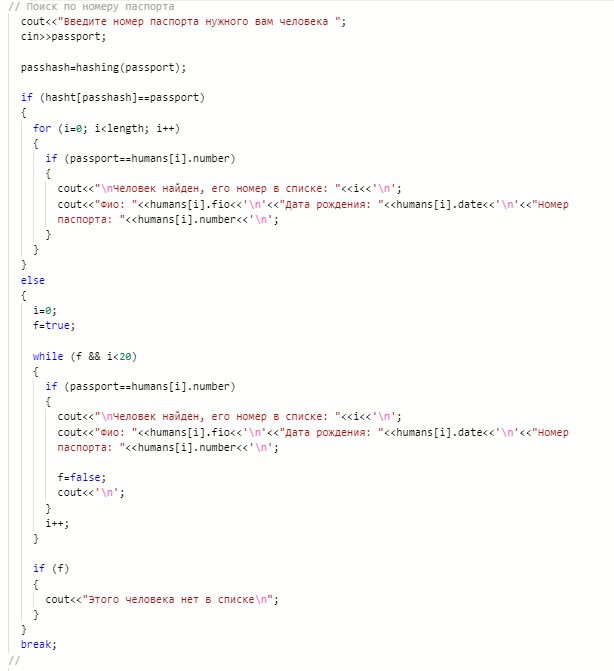 // Поиск по номеру паспорта
cout<<"Введите номер паспорта нужного вам человека ";
cin>>passport;
passhash=hashing(passport);
if (hasht[passhash]==passport)
{
for (i=0; i<length; i++)
{
if (passport==humans[i].number)
{
cout<<"\nЧеловек найден, его номер в списке: "<<i<<'\n';
cout<<"Фио: "<<humans[i].fio<<'\n'<<"Дата рождения: "<<humans[i].date<<'\n'<<"Номер
паспорта: "<<humans[i].number<<'\n';
}
}
}
else
{
i=0;
f=true;
while (f && i<20)
{
if (passport==humans[i].number)
{
cout<<"\nЧеловек найден, его номер в списке: "<<i<<'\n';
cout<<"Фио: "<<humans[i].fio<<'\n'<<"Дата рождения: "<<humans[i].date<<'\n'<<"Номер
паспорта: "<<humans[i].number<<'\n';
f=false;
cout<<'\n';
}
i++;
}
if (f)
{
cout<<"Этого человека нет в списке\n";
}
}
break;
//